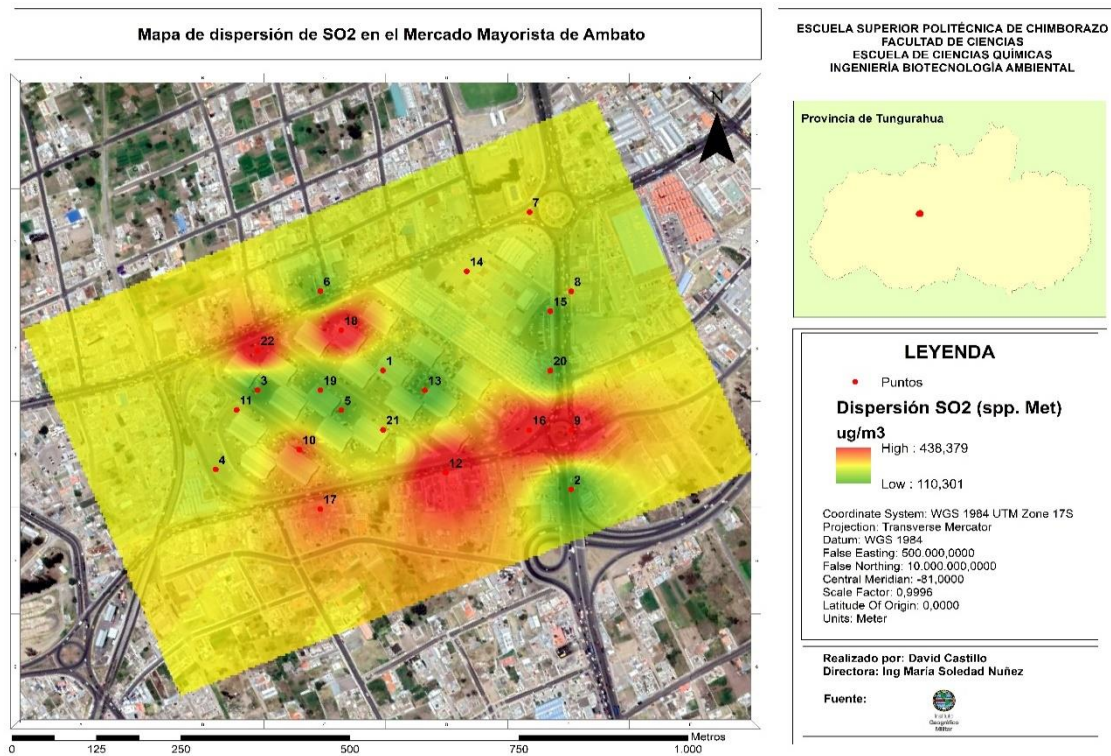 Mapa de dispersión de SO2 en el Mercado Mayorista de Ambato
N
7
14
8
6
15
18
22
1
20
3
19
13
11
5
21
16
9
10
4
12
2
17
Metros
0
125
250
500
750
1.000
ESCUELA SUPERIOR POLITÉCNICA DE CHIMBORAZO
FACULTAD DE CIENCIAS
ESCUELA DE CIENCIAS QUÍMICAS
INGENIERÍA BIOTECNOLOGÍA AMBIENTAL
Provincia de Tungurahua
LEYENDA
Puntos
Dispersión SO2 (spp. Met)
ug/m3
High : 438,379
Low : 110,301
Coordinate System: WGS 1984 UTM Zone 17S
Projection: Transverse Mercator
Datum: WGS 1984
False Easting: 500.000,0000
False Northing: 10.000.000,0000
Central Meridian: -81,0000
Scale Factor: 0,9996
Latitude Of Origin: 0,0000
Units: Meter
Realizado por: David Castillo
Directora: Ing María Soledad Nuñez
Fuente:
Instituto
Geográfico
Militar